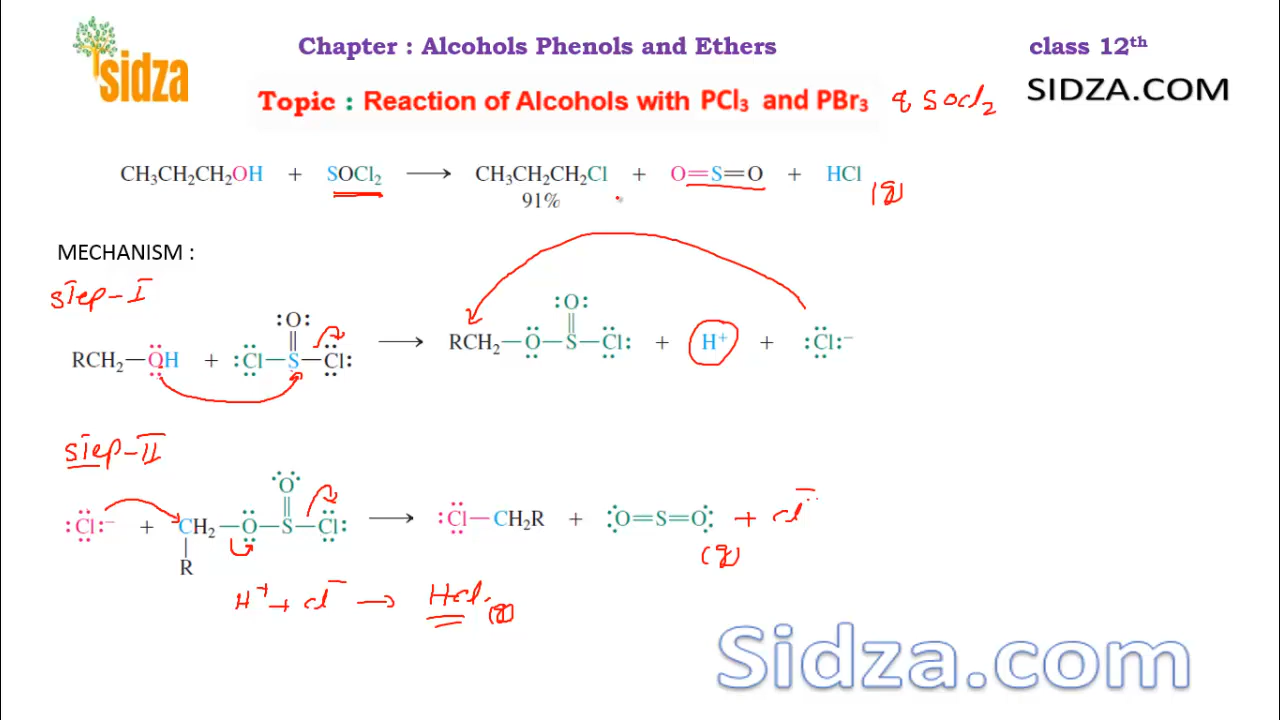 sidza
Chapter : Alcohols Phenols and Ethers
class 12th
Topic : Reaction of Alcohols with PCl₃ and PBr₃ & SOCl₂
SIDZA.COM
CH₃CH₂CH₂OH + SOCl₂ ⟶ CH₃CH₂CH₂Cl + O=S=O + HCl (g)
91%
MECHANISM :
Step-I
:O:
:O:
RCH₂–OH + :Cl–S–Cl: ⟶ RCH₂–O–S–Cl: + H⁺ + :Cl:⁻
Step-II
O
:Cl:⁻ + CH₂–O–S–Cl: ⟶ :Cl–CH₂R + :O=S=O: + Cl⁻
R
(g)
H⁺ + Cl⁻ → HCl (g)
Sidza.com